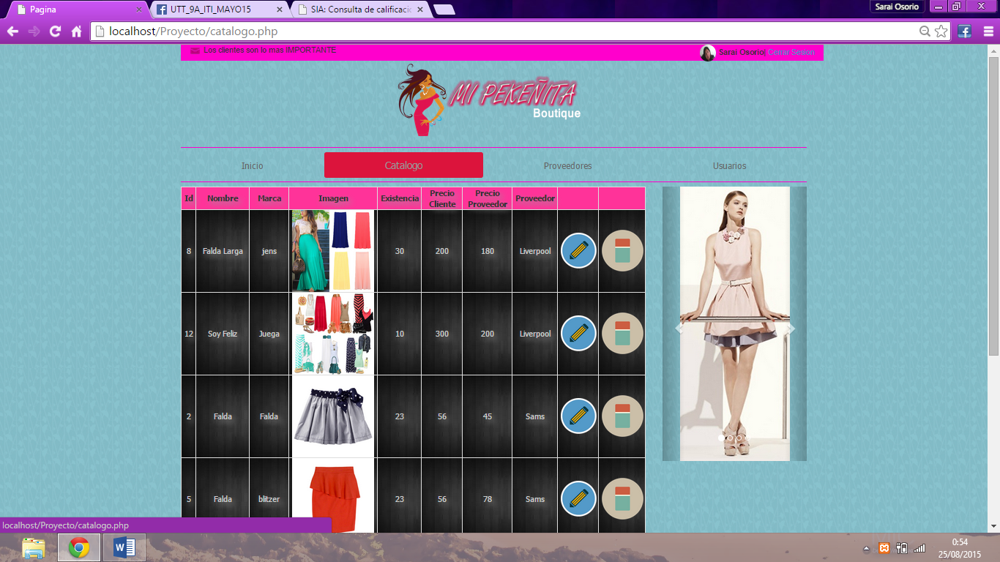 Pagina
UTT_9A_ITI_MAYO15
SIA: Consulta de calificacio
Sarai Osorio
localhost/Proyecto/catalogo.php
Los clientes son lo mas IMPORTANTE
Sarai Osorio| Cerrar Sesion
MI PEKEÑITA
Boutique
Inicio Catalogo Proveedores Usuarios
Id Nombre Marca Imagen Existencia Precio Cliente Precio Proveedor Proveedor
8 Falda Larga jens 30 200 180 Liverpool
12 Soy Feliz Juega 10 300 200 Liverpool
2 Falda Falda 23 56 45 Sams
5 Falda blitzer 23 56 78 Sams
localhost/Proyecto/catalogo.php
0:54
25/08/2015